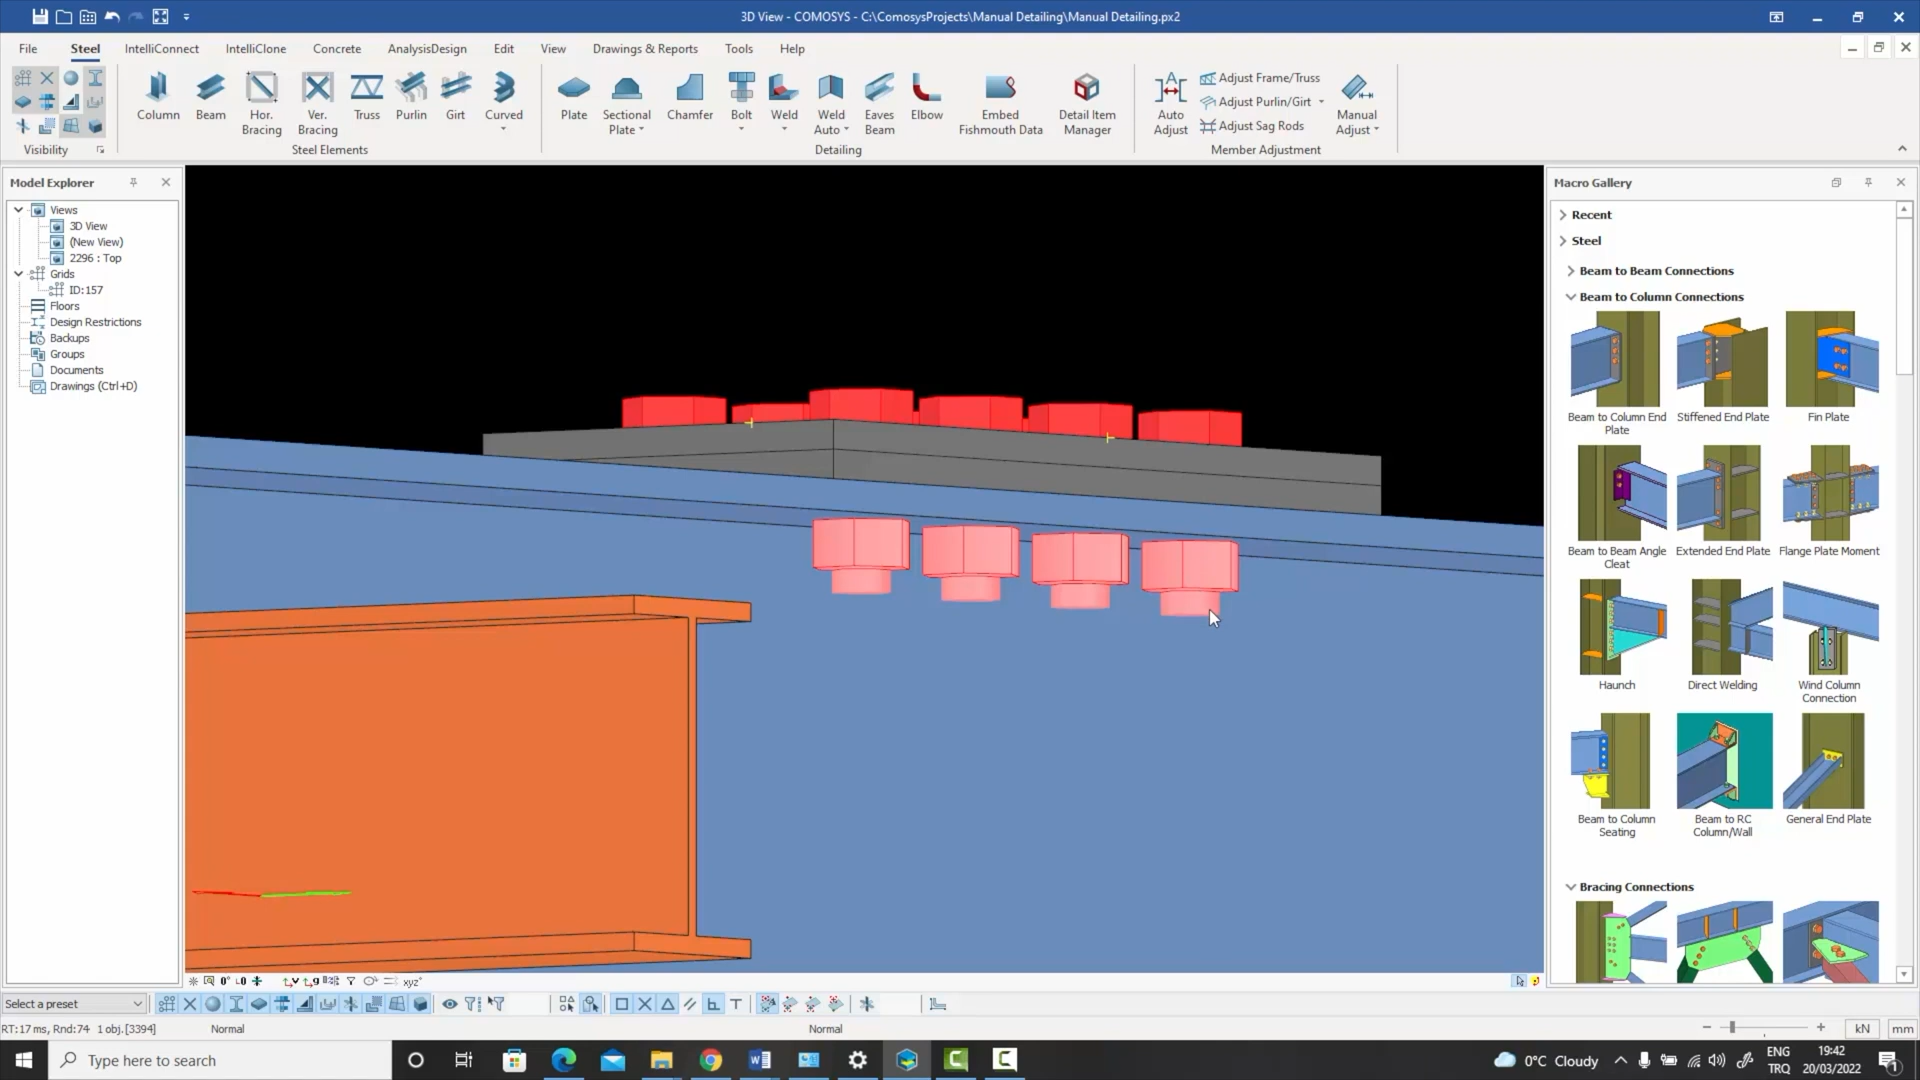 3D View - COMOSYS - C:\ComosysProjects\Manual Detailing\Manual Detailing.px2
File Steel IntelliConnect IntelliClone Concrete AnalysisDesign Edit View Drawings & Reports Tools Help
Column Beam Hor. Bracing Ver. Bracing Truss Purlin Girt Curved
Plate Sectional Plate Chamfer Bolt Weld Weld Auto Eaves Beam Elbow Embed Fishmouth Data Detail Item Manager
Auto Adjust
Adjust Frame/Truss
Adjust Purlin/Girt
Adjust Sag Rods
Manual Adjust
Visibility Steel Elements Detailing Member Adjustment
Model Explorer
Views
3D View
(New View)
2296 : Top
Grids
ID:157
Floors
Design Restrictions
Backups
Groups
Documents
Drawings (Ctrl+D)
Macro Gallery
Recent
Steel
Beam to Beam Connections
Beam to Column Connections
Beam to Column End Plate
Stiffened End Plate
Fin Plate
Beam to Beam Angle Cleat
Extended End Plate
Flange Plate Moment
Haunch
Direct Welding
Wind Column Connection
Beam to Column Seating
Beam to RC Column/Wall
General End Plate
Bracing Connections
Select a preset
RT:17 ms, Rnd:74 1 obj.[3394] Normal Normal kN mm
Type here to search
0°C Cloudy
ENG
TRQ
19:42
20/03/2022